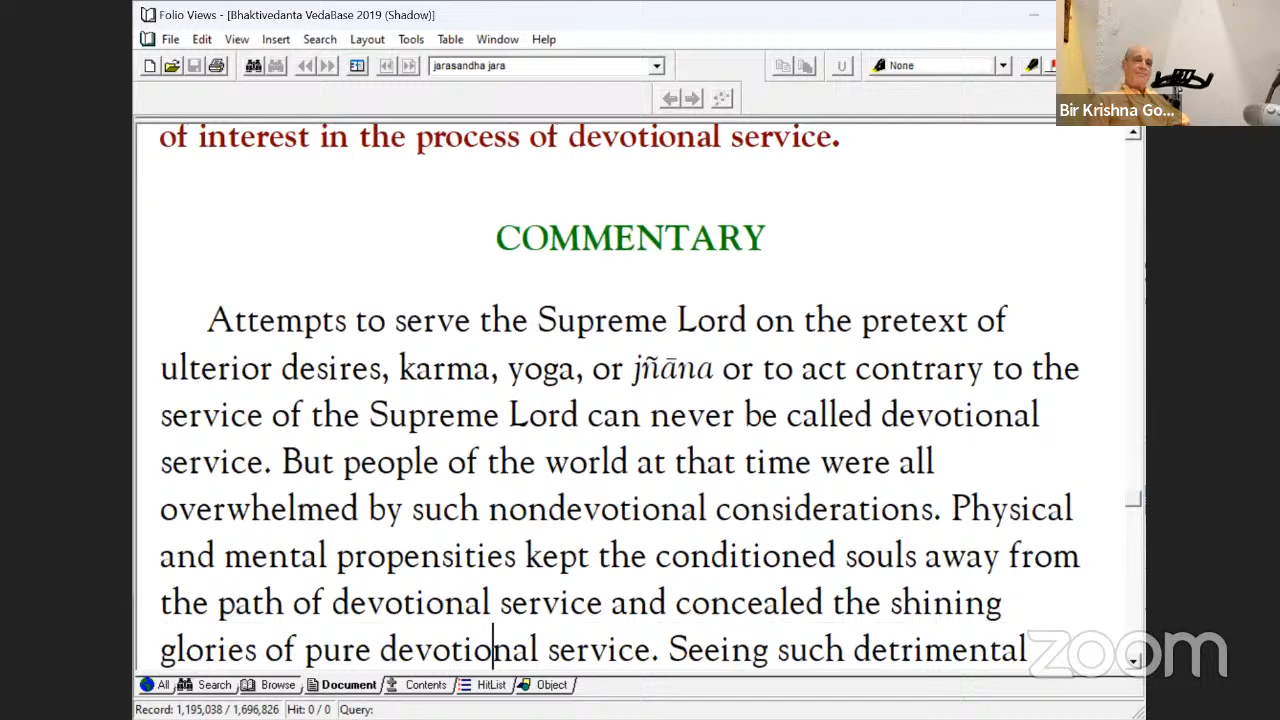 Folio Views - [Bhaktivedanta VedaBase 2019 (Shadow)]
File Edit View Insert Search Layout Tools Table Window Help
jarasandha jara
U
None
Bir Krishna Go...
of interest in the process of devotional service.
COMMENTARY
Attempts to serve the Supreme Lord on the pretext of
ulterior desires, karma, yoga, or jñāna or to act contrary to the
service of the Supreme Lord can never be called devotional
service. But people of the world at that time were all
overwhelmed by such nondevotional considerations. Physical
and mental propensities kept the conditioned souls away from
the path of devotional service and concealed the shining
glories of pure devotional service. Seeing such detrimental
zoom
All Search Browse Document Contents HitList Object
Record: 1,195,038 / 1,696,826 Hit: 0 / 0 Query: